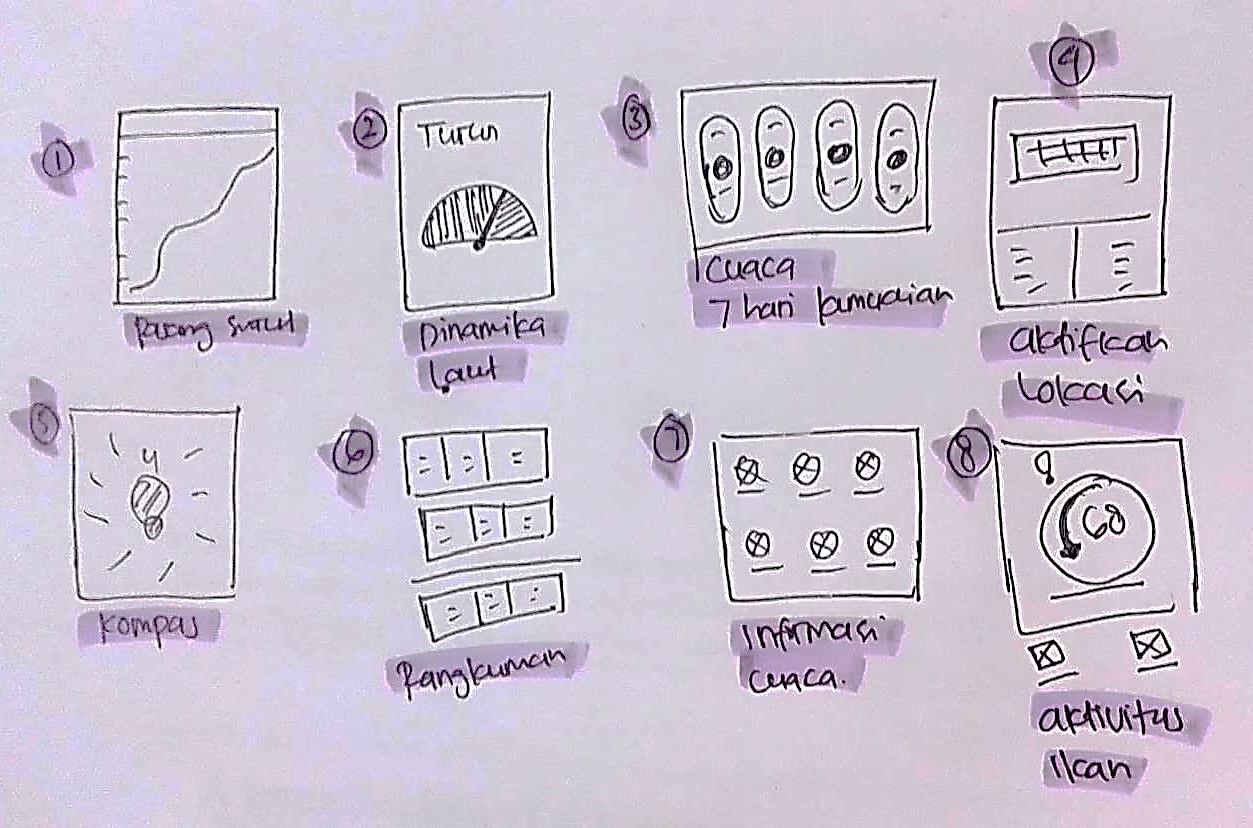 ①
Pasang Surut
②
Turun
Dinamika
Laut
③
Cuaca
7 hari kemudian
④
aktifkan
lokasi
⑤
Kompas
⑥
Rangkuman
⑦
Informasi
Cuaca.
⑧
60
aktivitas
Ikan